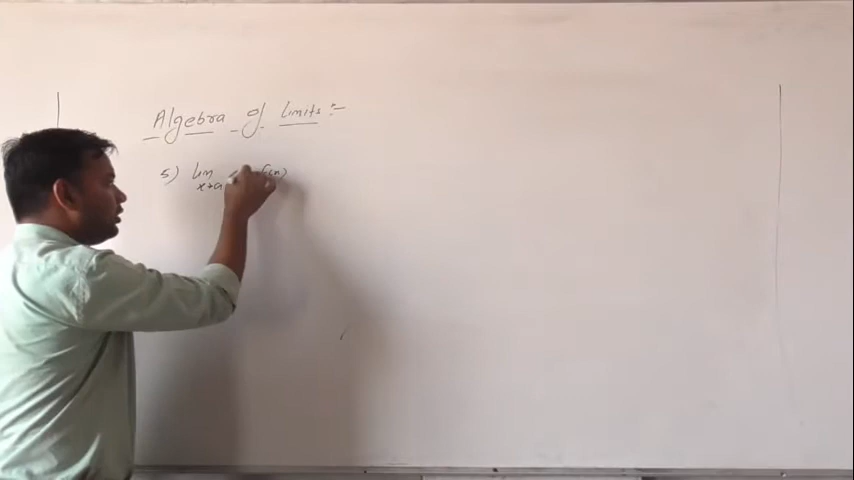 Algebra of limits :-
5.) lim f(x)
x→a